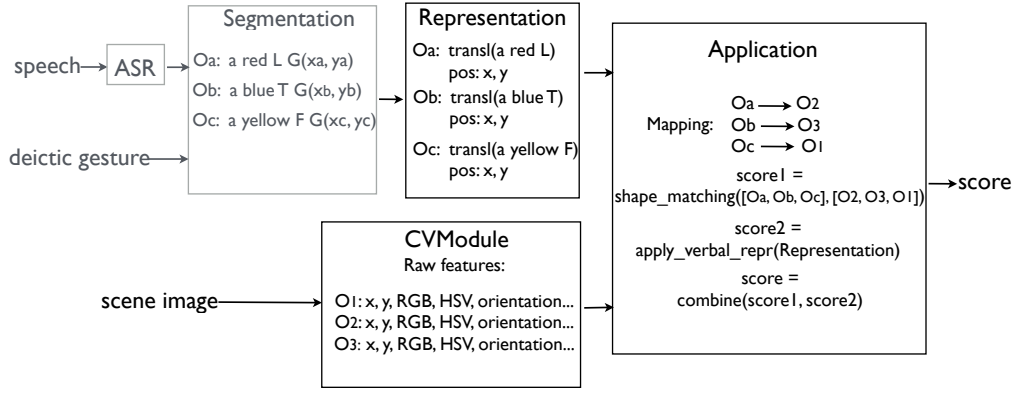 speech
ASR
deictic gesture
Segmentation
Oa: a red L G(xa, ya)
Ob: a blue T G(xb, yb)
Oc: a yellow F G(xc, yc)
Representation
Oa: transl(a red L)
pos: x, y
Ob: transl(a blue T)
pos: x, y
Oc: transl(a yellow F)
pos: x, y
scene image
CVModule
Raw features:
O1: x, y, RGB, HSV, orientation...
O2: x, y, RGB, HSV, orientation...
O3: x, y, RGB, HSV, orientation...
Application
Mapping:
Oa → O2
Ob → O3
Oc → O1
score1 =
shape_matching([Oa, Ob, Oc], [O2, O3, O1])
score2 =
apply_verbal_repr(Representation)
score =
combine(score1, score2)
score